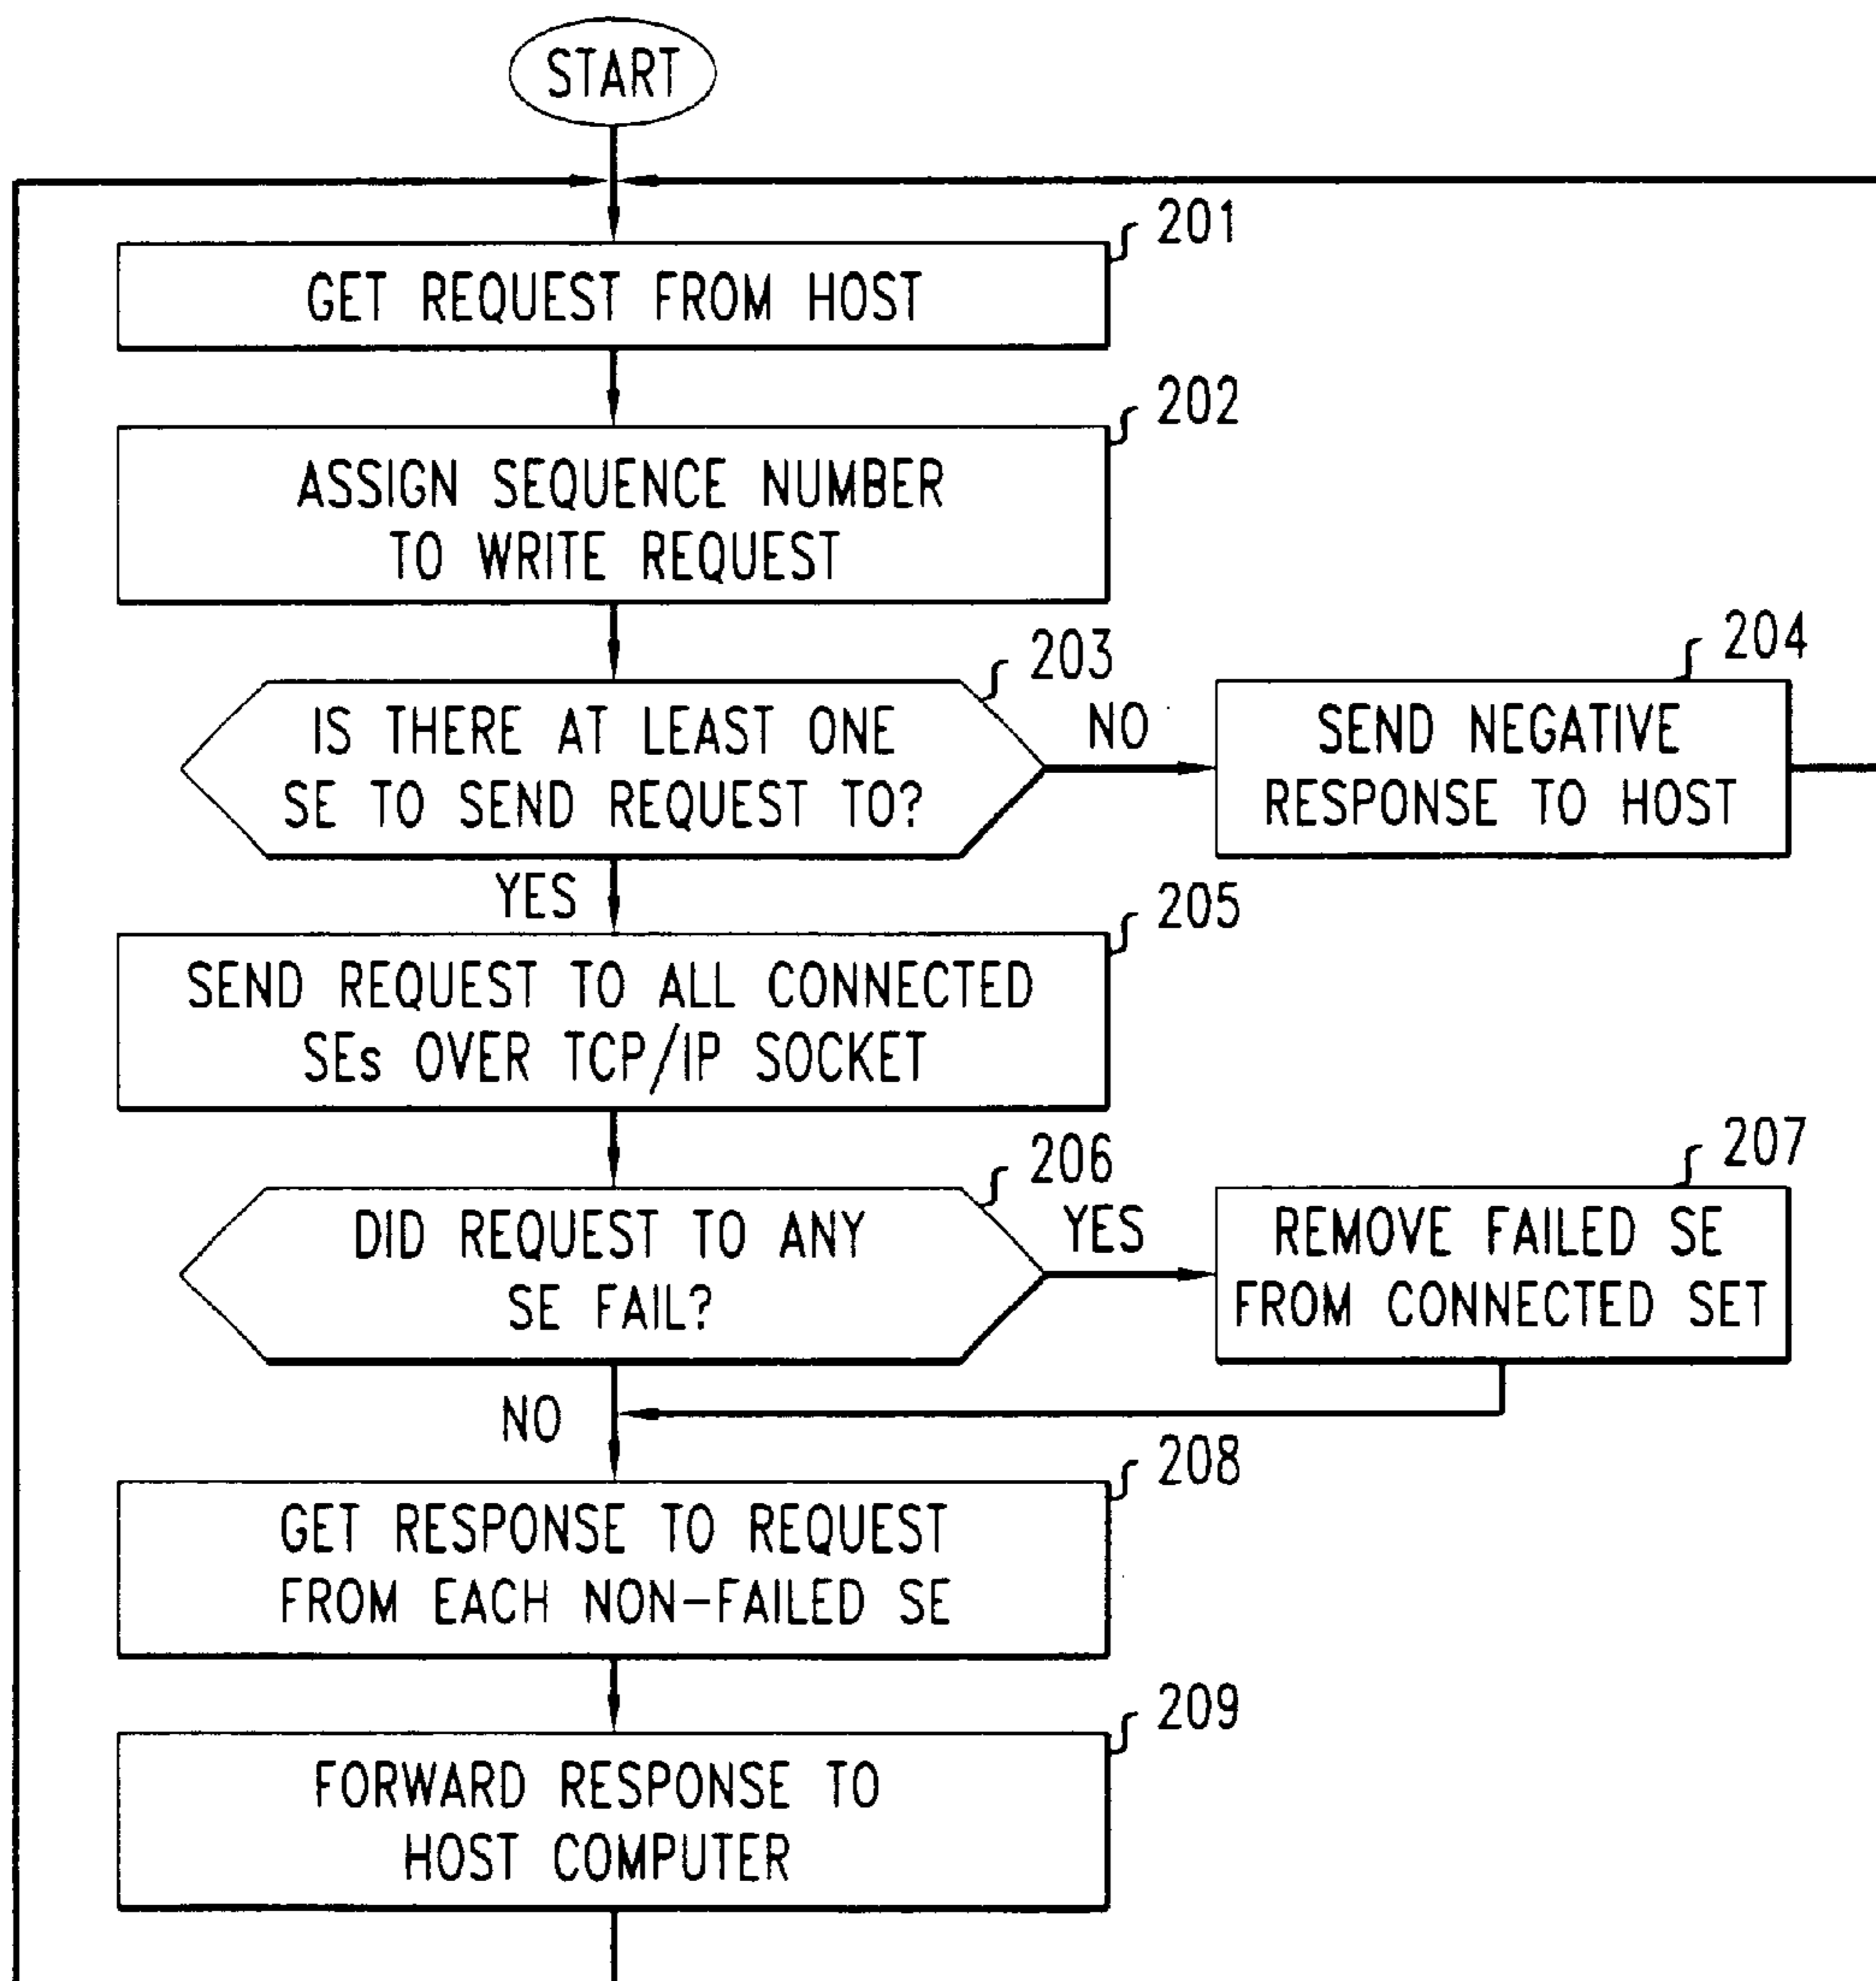 START
201
GET REQUEST FROM HOST
202
ASSIGN SEQUENCE NUMBER
TO WRITE REQUEST
203
IS THERE AT LEAST ONE
SE TO SEND REQUEST TO?
NO
204
SEND NEGATIVE
RESPONSE TO HOST
YES
205
SEND REQUEST TO ALL CONNECTED
SEs OVER TCP/IP SOCKET
206
DID REQUEST TO ANY
SE FAIL?
YES
207
REMOVE FAILED SE
FROM CONNECTED SET
NO
208
GET RESPONSE TO REQUEST
FROM EACH NON-FAILED SE
209
FORWARD RESPONSE TO
HOST COMPUTER